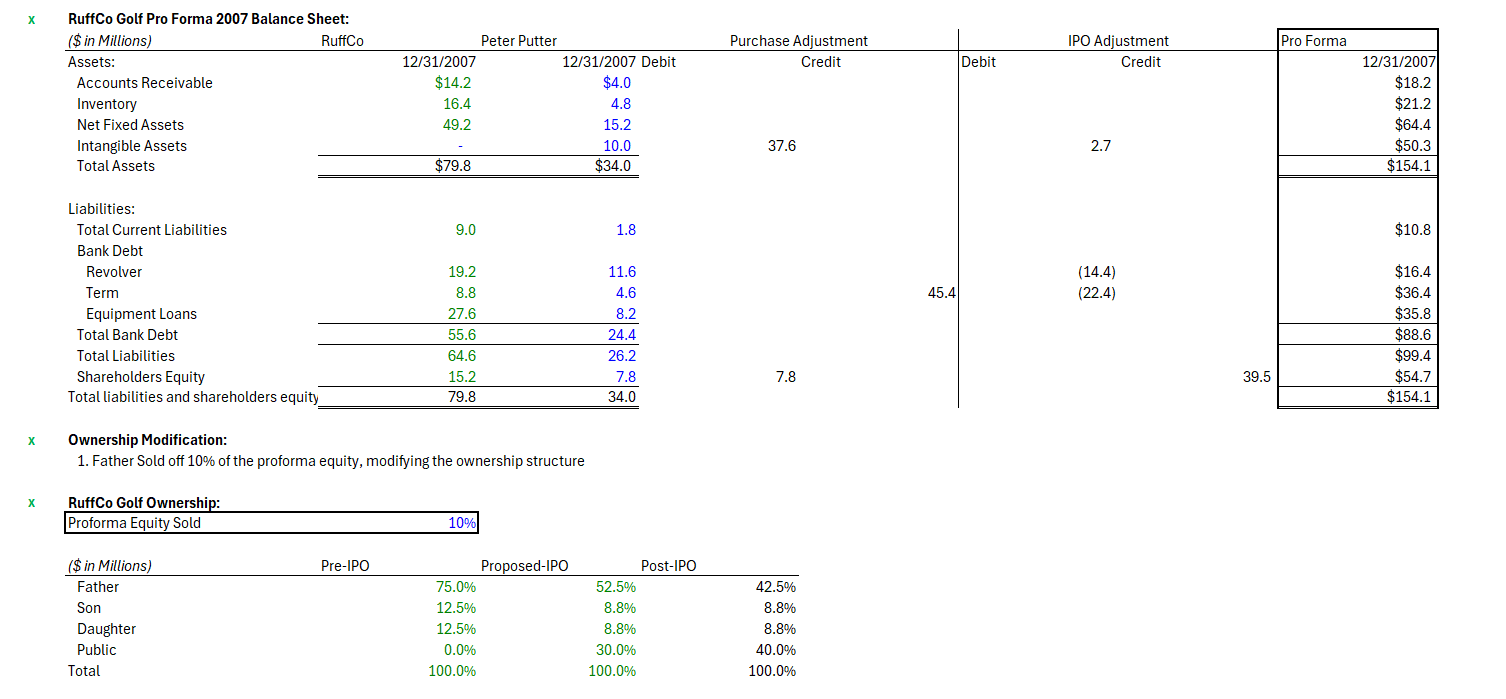 x RuffCo Golf Pro Forma 2007 Balance Sheet:
($ in Millions) RuffCo Peter Putter Purchase Adjustment IPO Adjustment Pro Forma
Assets: 12/31/2007 12/31/2007 Debit Credit Debit Credit 12/31/2007
Accounts Receivable $14.2 $4.0 $18.2
Inventory 16.4 4.8 $21.2
Net Fixed Assets 49.2 15.2 $64.4
Intangible Assets - 10.0 37.6 2.7 $50.3
Total Assets $79.8 $34.0 $154.1
Liabilities:
Total Current Liabilities 9.0 1.8 $10.8
Bank Debt
Revolver 19.2 11.6 (14.4) $16.4
Term 8.8 4.6 45.4 (22.4) $36.4
Equipment Loans 27.6 8.2 $35.8
Total Bank Debt 55.6 24.4 $88.6
Total Liabilities 64.6 26.2 $99.4
Shareholders Equity 15.2 7.8 7.8 39.5 $54.7
Total liabilities and shareholders equity 79.8 34.0 $154.1
x Ownership Modification:
1. Father Sold off 10% of the proforma equity, modifying the ownership structure
x RuffCo Golf Ownership:
Proforma Equity Sold 10%
($ in Millions) Pre-IPO Proposed-IPO Post-IPO
Father 75.0% 52.5% 42.5%
Son 12.5% 8.8% 8.8%
Daughter 12.5% 8.8% 8.8%
Public 0.0% 30.0% 40.0%
Total 100.0% 100.0% 100.0%